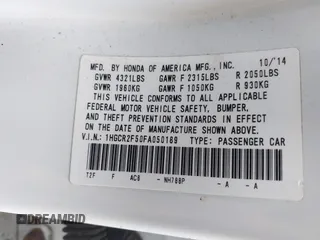 MFD. BY HONDA OF AMERICA MFG., INC. 10/14
GVWR 4321LBS GAWR F 2315LBS R 2050LBS
GVWR 1960KG GAWR F 1050KG R 930KG
THIS VEHICLE CONFORMS TO ALL APPLICABLE
FEDERAL MOTOR VEHICLE SAFETY, BUMPER,
AND THEFT PREVENTION STANDARDS IN EFFECT
ON THE DATE OF MANUFACTURE SHOWN ABOVE.
V.I.N.: 1HGCR2F50FA050189 TYPE: PASSENGER CAR
T2F F AC8 - NH788P - A - A
DREAMBID